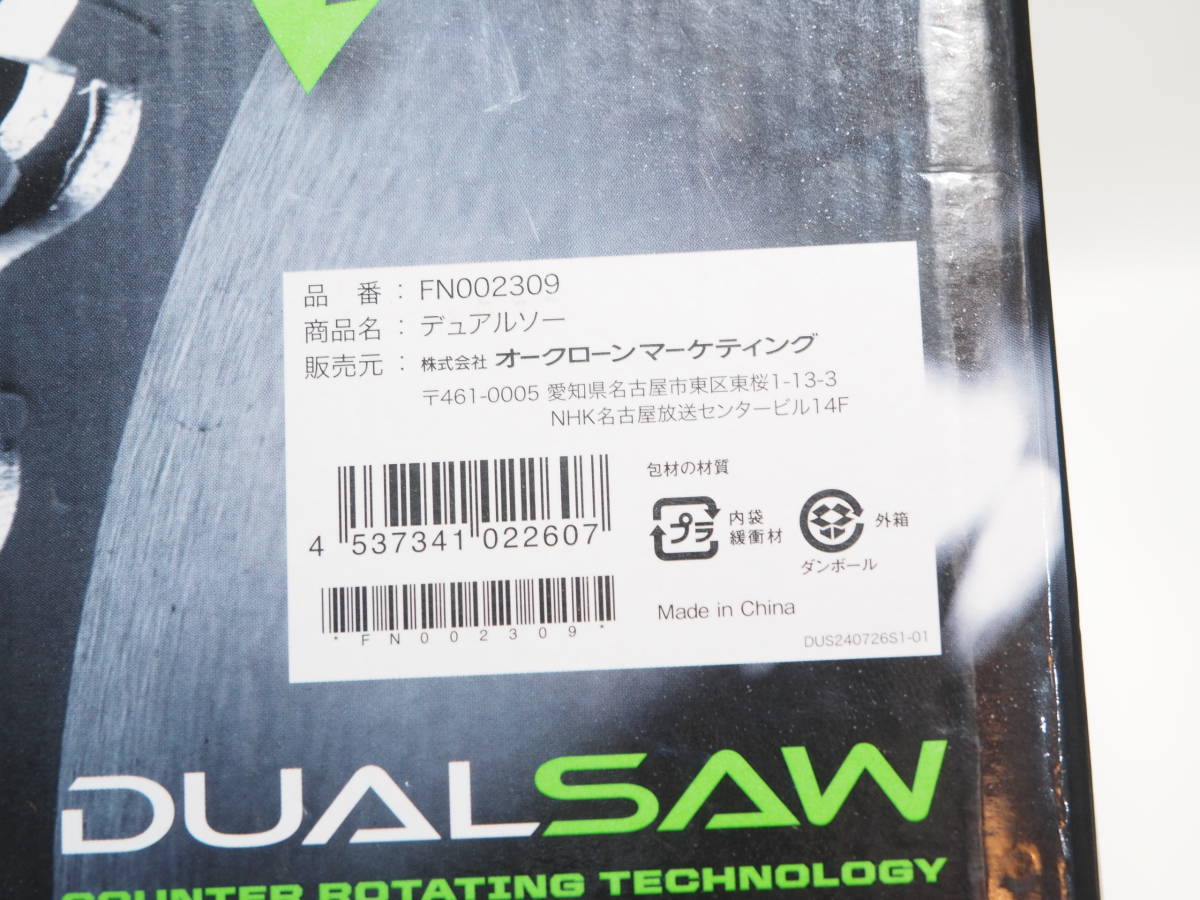 品 番 : FN002309
商品名 : デュアルソー
販売元 : 株式会社 オークローンマーケティング
〒461-0005 愛知県名古屋市東区東桜1-13-3
NHK名古屋放送センタービル14F
4 537341 022607
*FN002309*
包材の材質
プラ 内袋
緩衝材
外箱
ダンボール
Made in China
DUS240726S1-01
DUALSAW
COUNTER ROTATING TECHNOLOGY